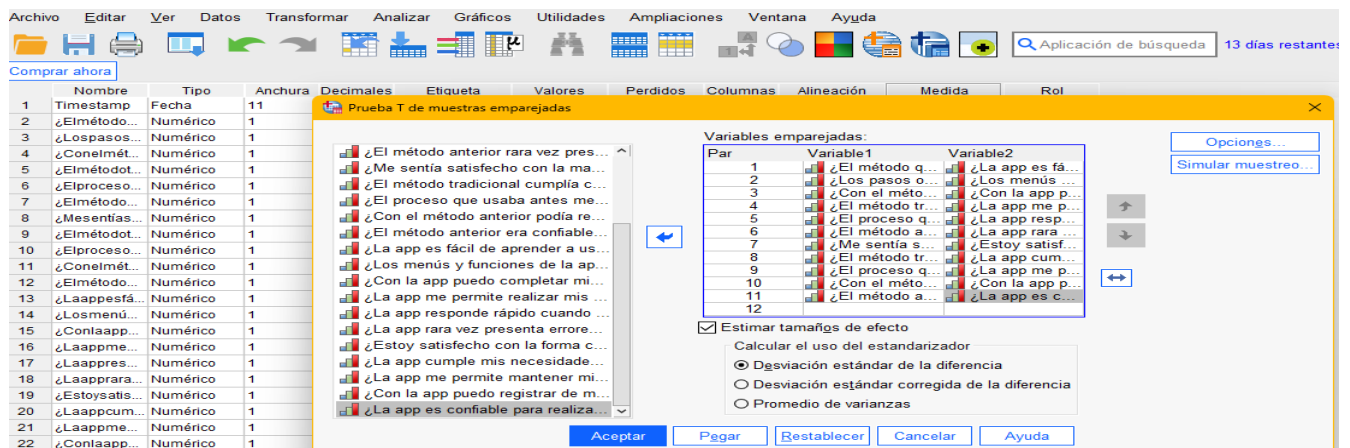 Archivo Editar Ver Datos Transformar Analizar Gráficos Utilidades Ampliaciones Ventana Ayuda
Aplicación de búsqueda 13 días restantes
Comprar ahora
Nombre Tipo Anchura Decimales Etiqueta Valores Perdidos Columnas Alineación Medida Rol
1 Timestamp Fecha 11
2 ¿Elmétodo... Numérico 1
3 ¿Lospasos... Numérico 1
4 ¿Conelmét... Numérico 1
5 ¿Elmétodot... Numérico 1
6 ¿Elproceso... Numérico 1
7 ¿Elmétodo... Numérico 1
8 ¿Mesentías... Numérico 1
9 ¿Elmétodot... Numérico 1
10 ¿Elproceso... Numérico 1
11 ¿Conelmét... Numérico 1
12 ¿Elmétodo... Numérico 1
13 ¿Laappesfá... Numérico 1
14 ¿Losmenú... Numérico 1
15 ¿Conlaapp... Numérico 1
16 ¿Laappme... Numérico 1
17 ¿Laappres... Numérico 1
18 ¿Laapprara... Numérico 1
19 ¿Estoysatis... Numérico 1
20 ¿Laappcum... Numérico 1
21 ¿Laappme... Numérico 1
22 ¿Conlaapp... Numérico 1
Prueba T de muestras emparejadas
¿El método anterior rara vez pres...
¿Me sentía satisfecho con la ma...
¿El método tradicional cumplía c...
¿El proceso que usaba antes me...
¿Con el método anterior podía re...
¿El método anterior era confiable...
¿La app es fácil de aprender a us...
¿Los menús y funciones de la ap...
¿Con la app puedo completar mi...
¿La app me permite realizar mis ...
¿La app responde rápido cuando ...
¿La app rara vez presenta errore...
¿Estoy satisfecho con la forma c...
¿La app cumple mis necesidade...
¿La app me permite mantener mi...
¿Con la app puedo registrar de m...
¿La app es confiable para realiza...
Variables emparejadas:
Par Variable1 Variable2
1 ¿El método q... ¿La app es fá...
2 ¿Los pasos o... ¿Los menús ...
3 ¿Con el méto... ¿Con la app p...
4 ¿El método tr... ¿La app me p...
5 ¿El proceso q... ¿La app resp...
6 ¿El método a... ¿La app rara ...
7 ¿Me sentía s... ¿Estoy satisf...
8 ¿El método tr... ¿La app cum...
9 ¿El proceso q... ¿La app me p...
10 ¿Con el méto... ¿Con la app p...
11 ¿El método a... ¿La app es c...
12
Estimar tamaños de efecto
Calcular el uso del estandarizador
Desviación estándar de la diferencia
Desviación estándar corregida de la diferencia
Promedio de varianzas
Opciones...
Simular muestreo...
Aceptar Pegar Restablecer Cancelar Ayuda